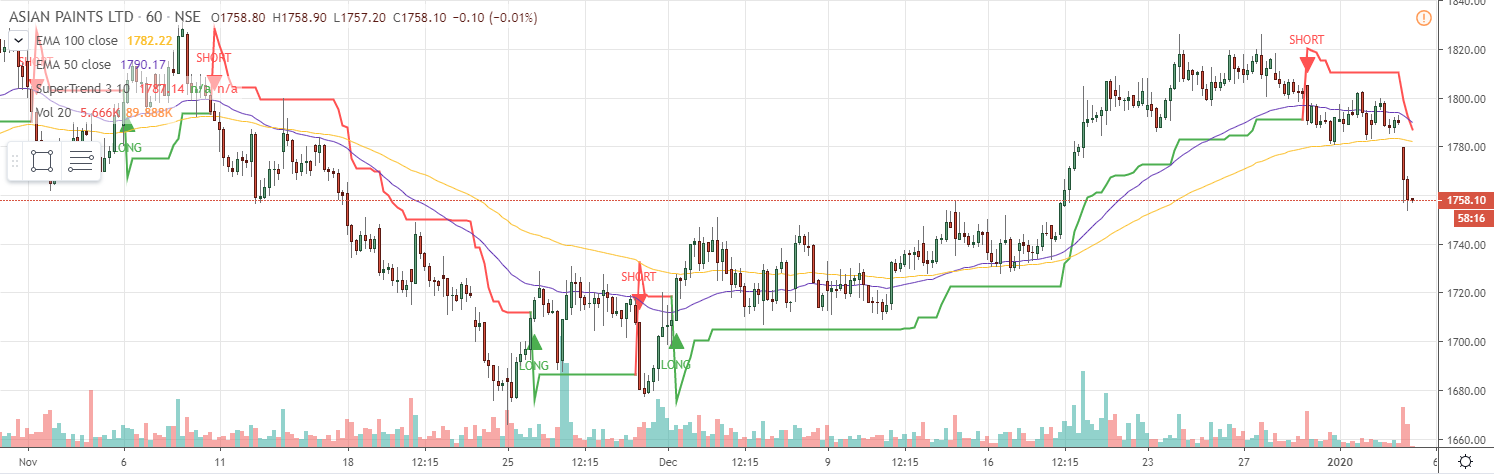 ASIAN PAINTS LTD · 60 · NSE O1758.80 H1758.90 L1757.20 C1758.10 −0.10 (−0.01%)
EMA 100 close 1782.22
EMA 50 close 1790.17
SuperTrend 3 10 1787.14 n/a n/a
Vol 20 5.666K 89.888K
SHORT
LONG
SHORT
LONG
SHORT
LONG
SHORT
1840.00
1820.00
1800.00
1780.00
1758.10
58:16
1740.00
1720.00
1700.00
1680.00
1660.00
Nov 6 11 18 12:15 25 12:15 Dec 12:15 9 12:15 16 12:15 23 27 2020 6